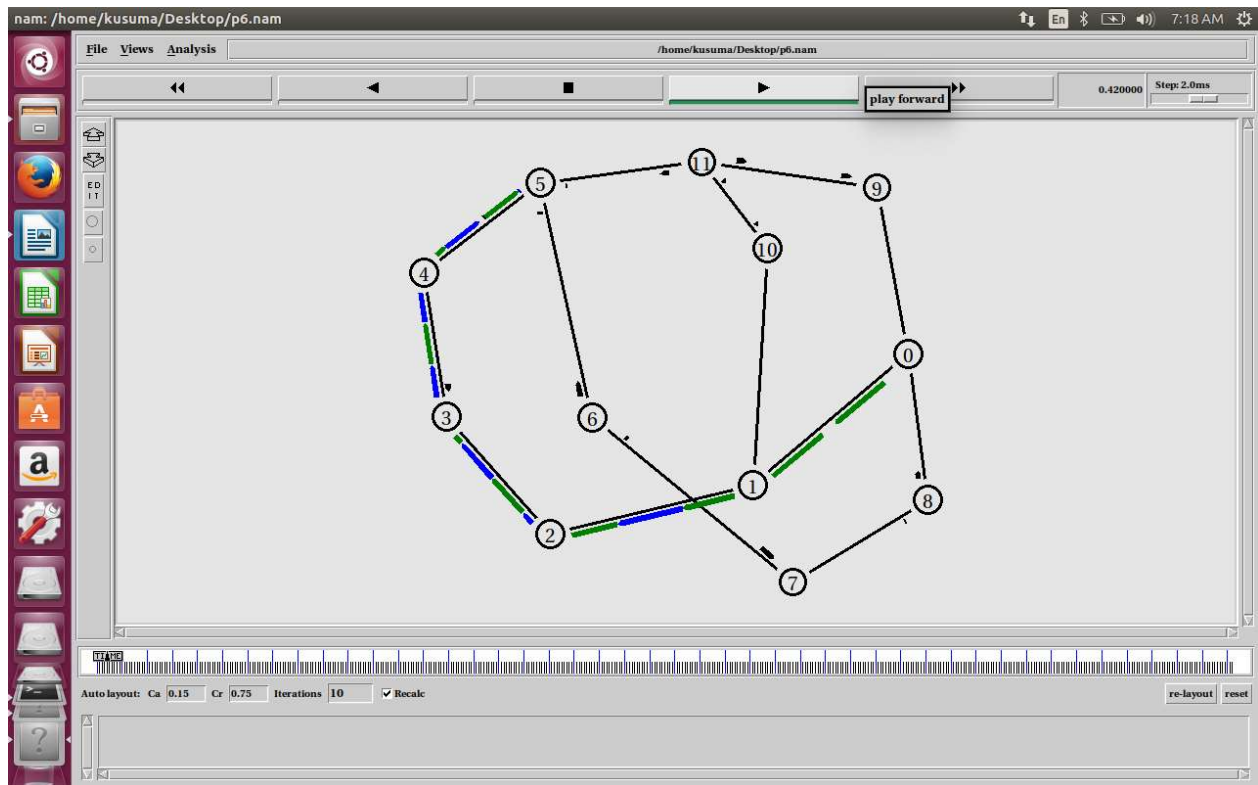 nam: /home/kusuma/Desktop/p6.nam
En
7:18 AM
File Views Analysis
/home/kusuma/Desktop/p6.nam
play forward
0.420000
Step: 2.0ms
ED
IT
11
5
9
10
4
0
3
6
1
8
2
7
TIME
Auto layout: Ca 0.15 Cr 0.75 Iterations 10 Recalc
re-layout reset